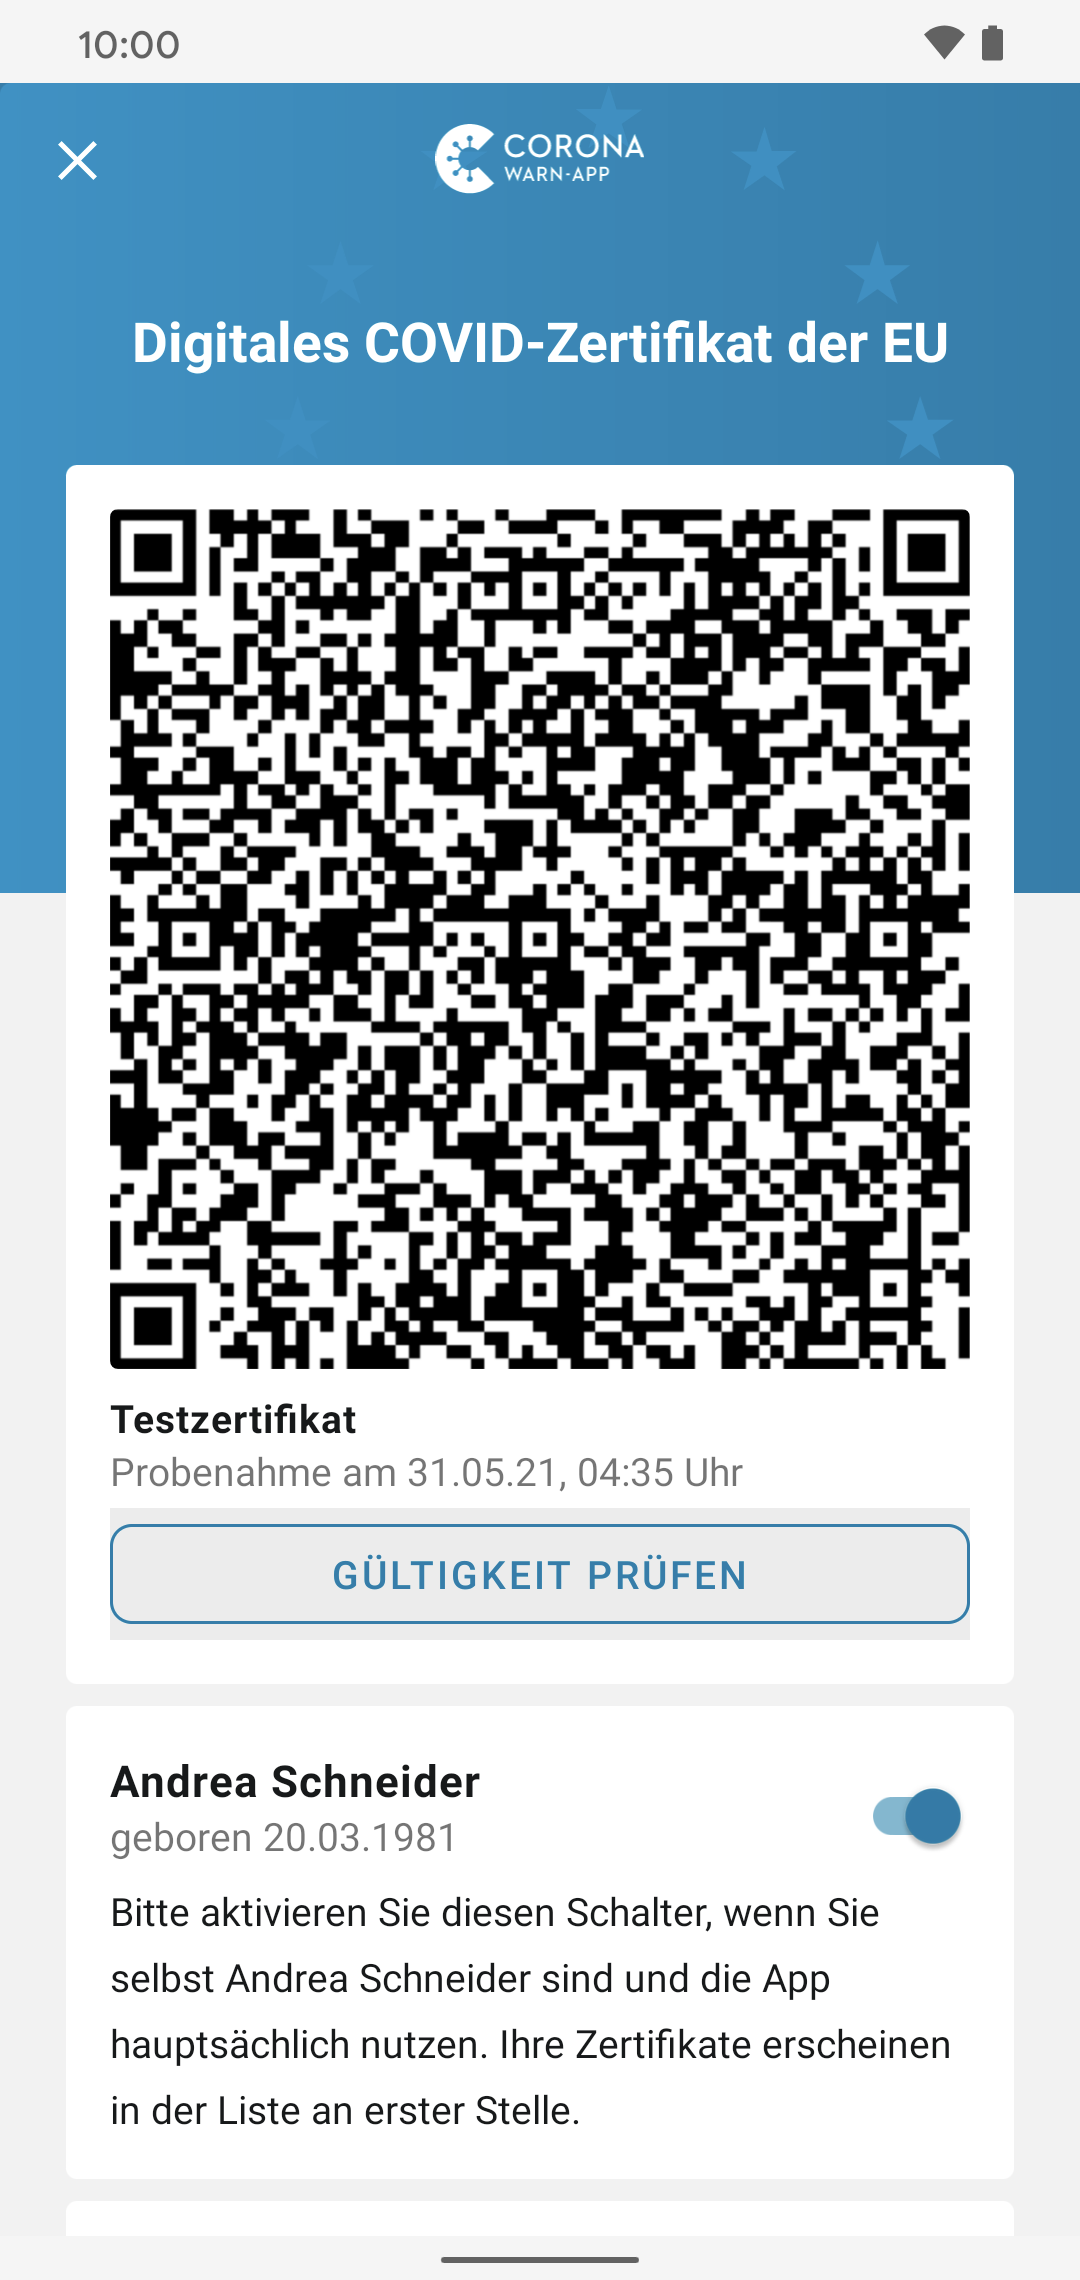 10:00
CORONA
WARN-APP
Digitales COVID-Zertifikat der EU
Testzertifikat
Probenahme am 31.05.21, 04:35 Uhr
GÜLTIGKEIT PRÜFEN
Andrea Schneider
geboren 20.03.1981
Bitte aktivieren Sie diesen Schalter, wenn Sie
selbst Andrea Schneider sind und die App
hauptsächlich nutzen. Ihre Zertifikate erscheinen
in der Liste an erster Stelle.